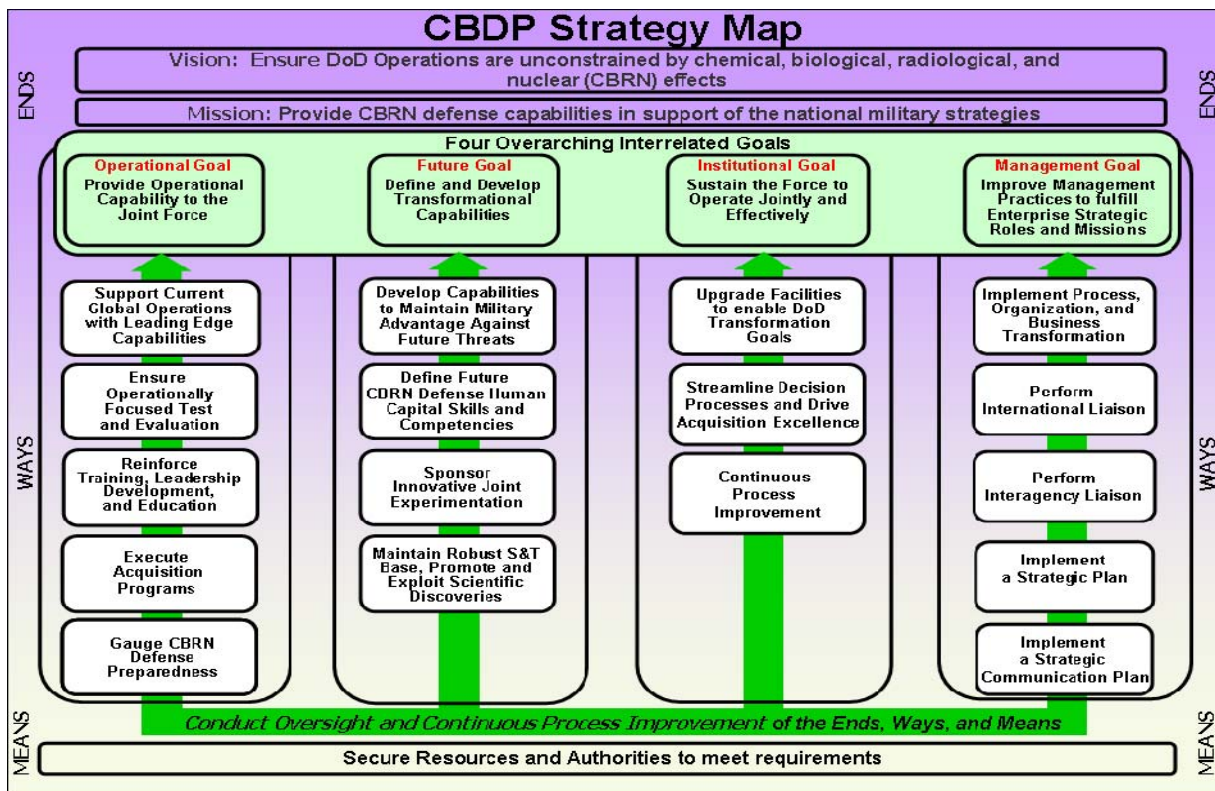 CBDP Strategy Map
Vision: Ensure DoD Operations are unconstrained by chemical, biological, radiological, and
nuclear (CBRN) effects
Mission: Provide CBRN defense capabilities in support of the national military strategies
ENDS
ENDS
Four Overarching Interrelated Goals
Operational Goal
Provide Operational
Capability to the
Joint Force
Future Goal
Define and Develop
Transformational
Capabilities
Institutional Goal
Sustain the Force to
Operate Jointly and
Effectively
Management Goal
Improve Management
Practices to fulfill
Enterprise Strategic
Roles and Missions
WAYS
Support Current
Global Operations
with Leading Edge
Capabilities
Ensure
Operationally
Focused Test
and Evaluation
Reinforce
Training, Leadership
Development,
and Education
Execute
Acquisition
Programs
Gauge CBRN
Defense
Preparedness
Develop Capabilities
to Maintain Military
Advantage Against
Future Threats
Define Future
CDRN Defense Human
Capital Skills and
Competencies
Sponsor
Innovative Joint
Experimentation
Maintain Robust S&T
Base, Promote and
Exploit Scientific
Discoveries
Upgrade Facilities
to enable DoD
Transformation
Goals
Streamline Decision
Processes and Drive
Acquisition Excellence
Continuous
Process
Improvement
Implement Process,
Organization, and
Business
Transformation
Perform
International Liaison
Perform
Interagency Liaison
Implement
a Strategic Plan
Implement
a Strategic
Communication Plan
WAYS
MEANS
Conduct Oversight and Continuous Process Improvement of the Ends, Ways, and Means
Secure Resources and Authorities to meet requirements
MEANS